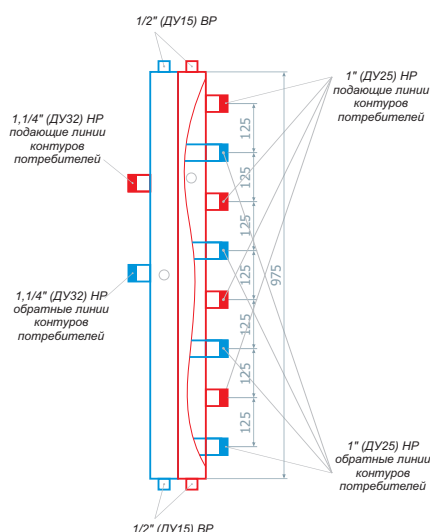 1/2" (ДУ15) ВР
1" (ДУ25) НР
подающие линии
контуров
потребителей
1,1/4" (ДУ32) НР
подающие линии
контуров
потребителей
125
125
125
125
975
125
125
125
1,1/4" (ДУ32) НР
обратные линии
контуров
потребителей
1" (ДУ25) НР
обратные линии
контуров
потребителей
1/2" (ДУ15) ВР